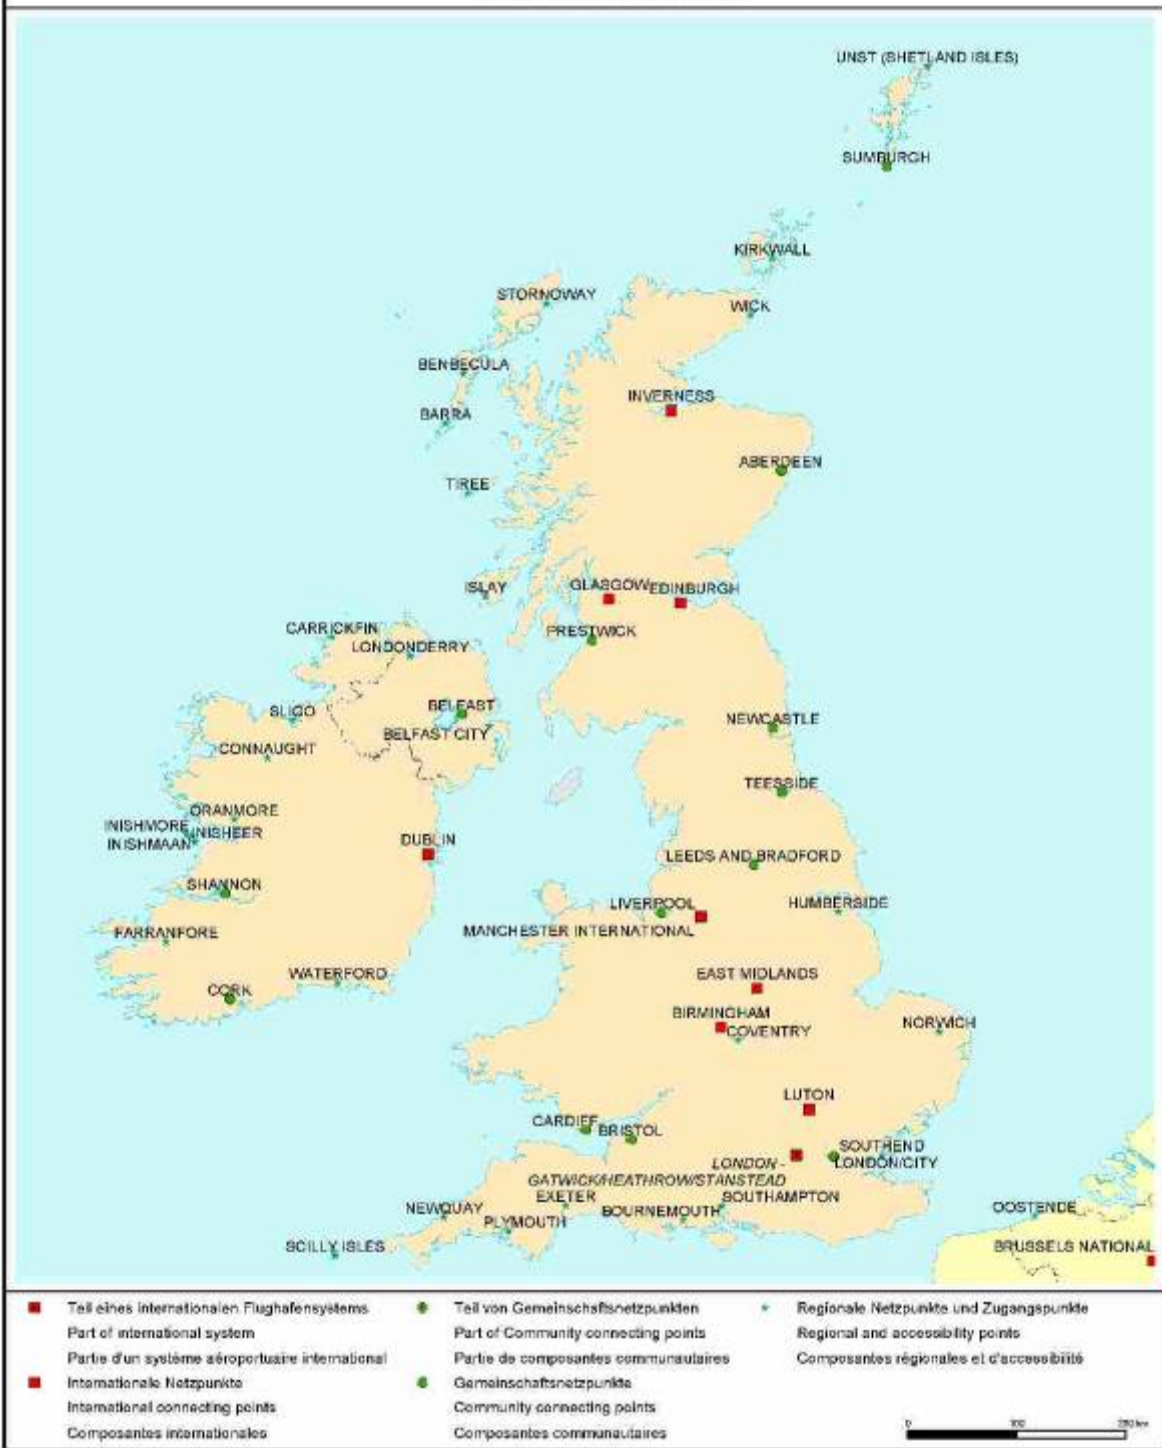 UNST (SHETLAND ISLES)
SUMBURGH
KIRKWALL
STORNOWAY
WICK
BENBECULA
INVERNESS
BARRA
ABERDEEN
TIREE
ISLAY
GLASGOW
EDINBURGH
CARRICKFIN
PRESTWICK
LONDONDERRY
SLIGO
BELFAST
NEWCASTLE
BELFAST CITY
CONNAUGHT
TEESSIDE
ORANMORE
INISHMORE
INISHEER
INISHMAAN
DUBLIN
LEEDS AND BRADFORD
SHANNON
LIVERPOOL
HUMBERSIDE
FARRANFORE
MANCHESTER INTERNATIONAL
WATERFORD
EAST MIDLANDS
CORK
BIRMINGHAM
COVENTRY
NORWICH
LUTON
CARDIFF
BRISTOL
SOUTHEND
LONDON -
LONDON/CITY
GATWICK/HEATHROW/STANSTEAD
EXETER
SOUTHAMPTON
NEWQUAY
BOURNEMOUTH
OOSTENDE
PLYMOUTH
SCILLY ISLES
BRUSSELS NATIONAL
Teil eines internationalen Flughafensystems
Part of international system
Partie d'un système aéroportuaire international
Internationale Netzpunkte
International connecting points
Composantes internationales
Teil von Gemeinschaftsnetzpunkten
Part of Community connecting points
Partie de composantes communautaires
Gemeinschaftsnetzpunkte
Community connecting points
Composantes communautaires
Regionale Netzpunkte und Zugangspunkte
Regional and accessibility points
Composantes régionales et d'accessibilité
0 100 200 km